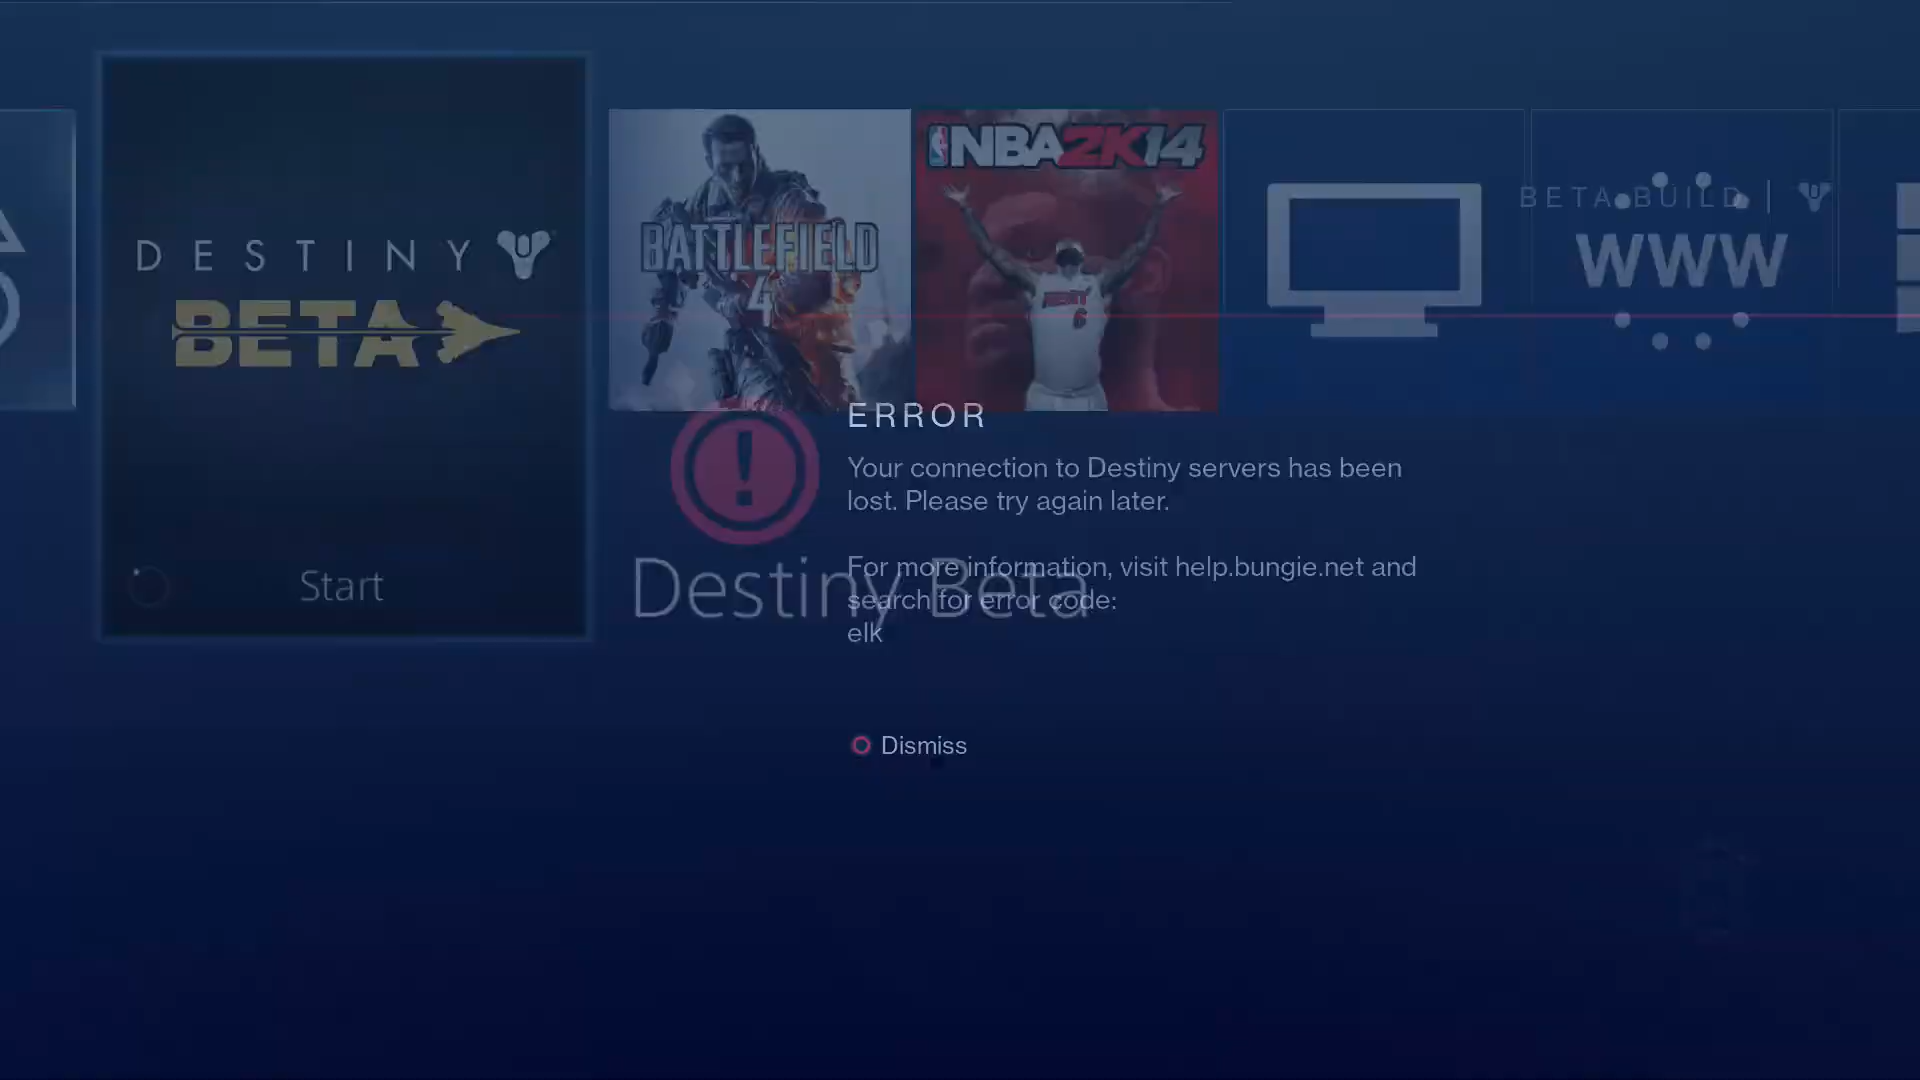 DESTINY
BETA
Start
BATTLEFIELD
4
NBA2K14
HEAT
6
BETA BUILD
WWW
Destiny Beta
ERROR
Your connection to Destiny servers has been
lost. Please try again later.
For more information, visit help.bungie.net and
search for error code:
elk
Dismiss